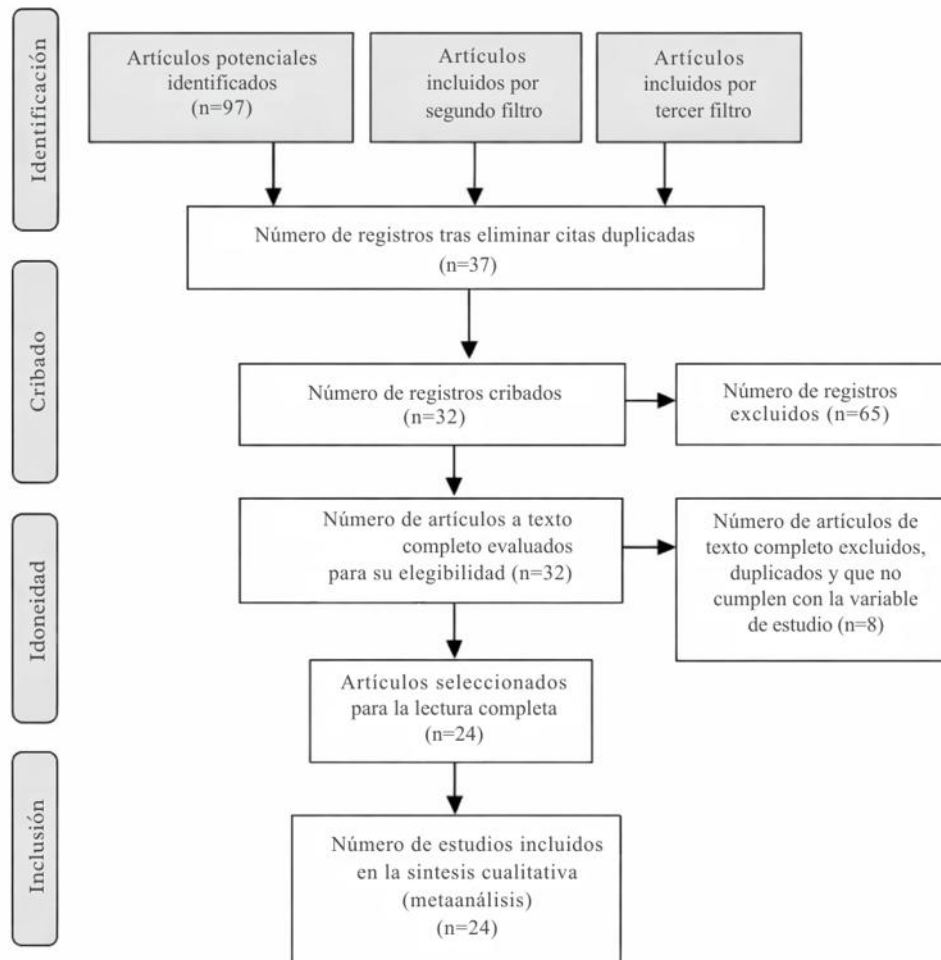 Identificación
Artículos potenciales
identificados
(n=97)
Artículos
incluidos por
segundo filtro
Artículos
incluidos por
tercer filtro
Número de registros tras eliminar citas duplicadas
(n=37)
Cribado
Número de registros cribados
(n=32)
Número de registros
excluidos (n=65)
Idoneidad
Número de artículos a texto
completo evaluados
para su elegibilidad (n=32)
Número de artículos de
texto completo excluidos,
duplicados y que no
cumplen con la variable
de estudio (n=8)
Artículos seleccionados
para la lectura completa
(n=24)
Inclusión
Número de estudios incluidos
en la sintesis cualitativa
(metaanálisis)
(n=24)